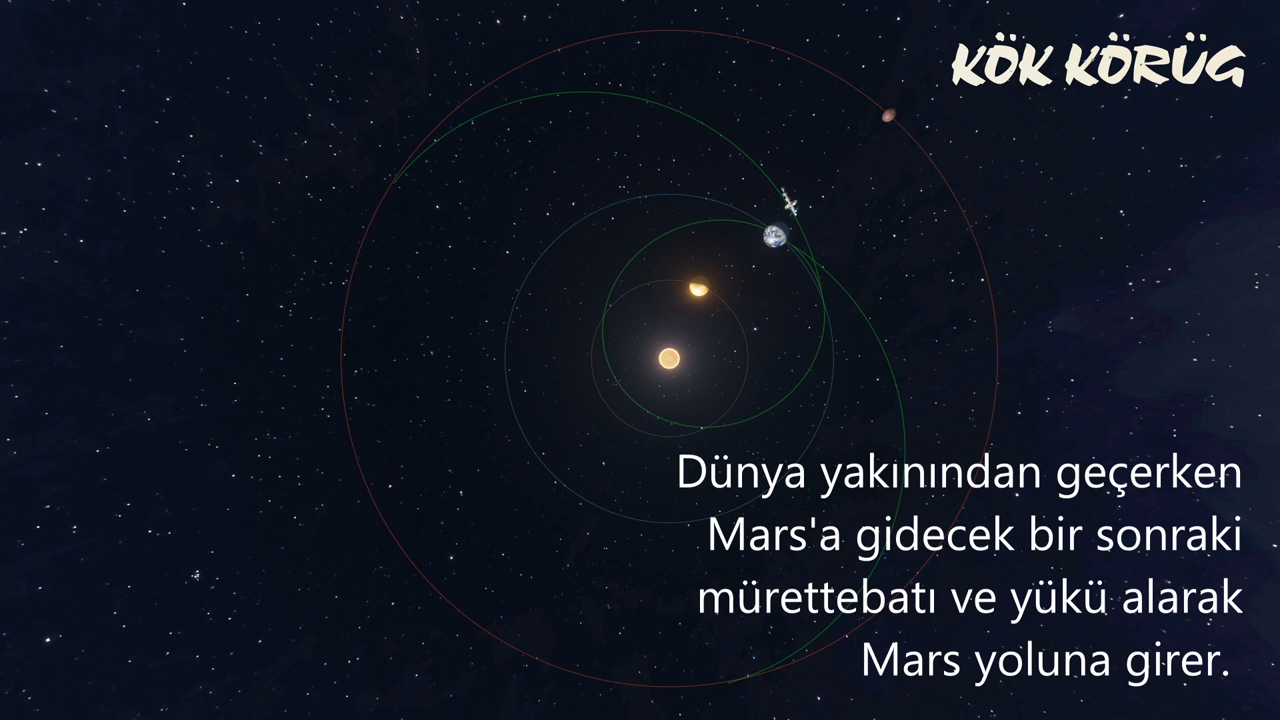 KÖK KÖRÜG
Dünya yakınından geçerken
Mars'a gidecek bir sonraki
mürettebatı ve yükü alarak
Mars yoluna girer.